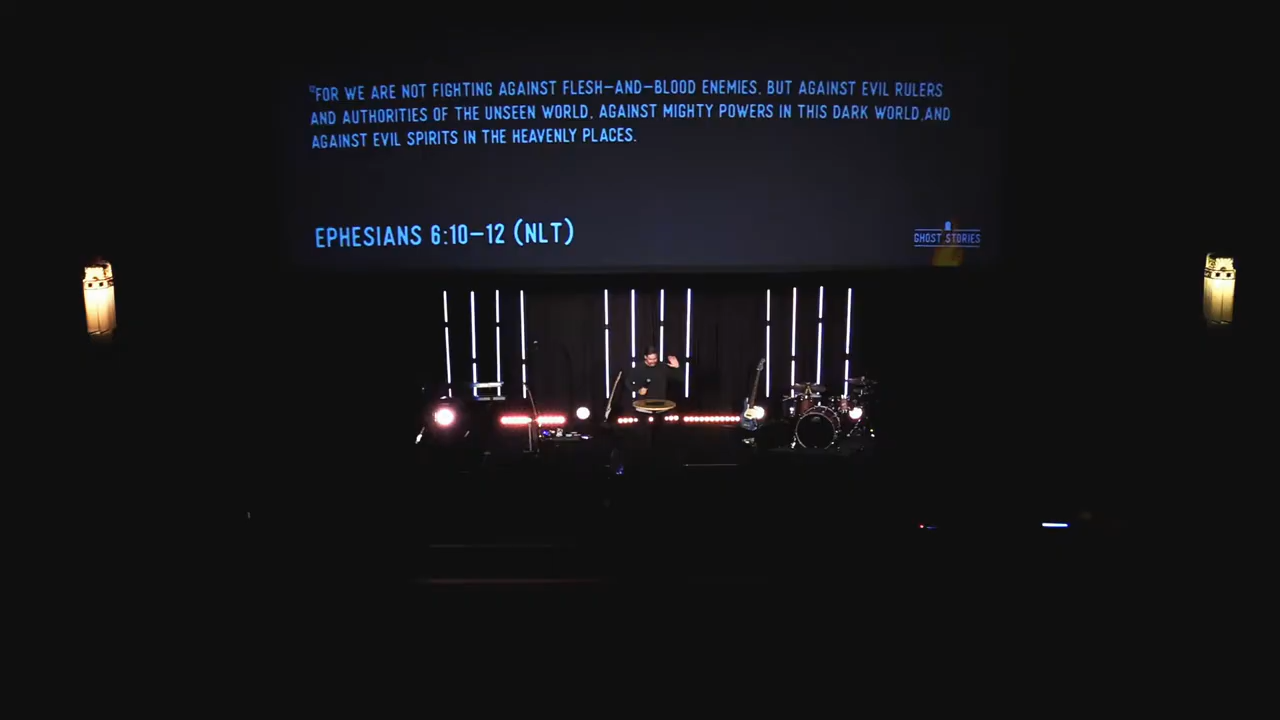 ¹²FOR WE ARE NOT FIGHTING AGAINST FLESH-AND-BLOOD ENEMIES, BUT AGAINST EVIL RULERS
AND AUTHORITIES OF THE UNSEEN WORLD, AGAINST MIGHTY POWERS IN THIS DARK WORLD,AND
AGAINST EVIL SPIRITS IN THE HEAVENLY PLACES.
EPHESIANS 6:10-12 (NLT)
GHOST STORIES